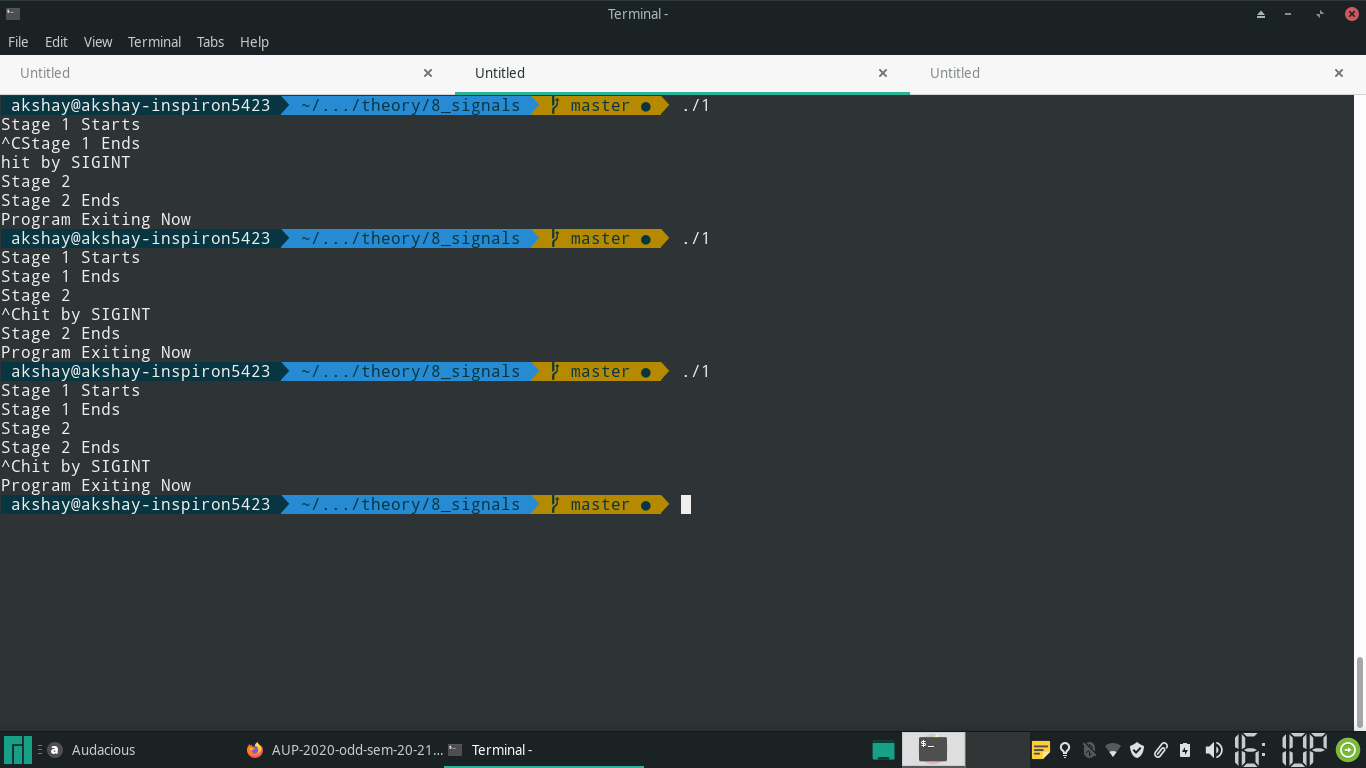 Terminal -
File Edit View Terminal Tabs Help
Untitled Untitled Untitled
akshay@akshay-inspiron5423 ~/.../theory/8_signals master ● ./1
Stage 1 Starts
^CStage 1 Ends
hit by SIGINT
Stage 2
Stage 2 Ends
Program Exiting Now
akshay@akshay-inspiron5423 ~/.../theory/8_signals master ● ./1
Stage 1 Starts
Stage 1 Ends
Stage 2
^Chit by SIGINT
Stage 2 Ends
Program Exiting Now
akshay@akshay-inspiron5423 ~/.../theory/8_signals master ● ./1
Stage 1 Starts
Stage 1 Ends
Stage 2
Stage 2 Ends
^Chit by SIGINT
Program Exiting Now
akshay@akshay-inspiron5423 ~/.../theory/8_signals master ●
Audacious AUP-2020-odd-sem-20-21... Terminal - 16:10P